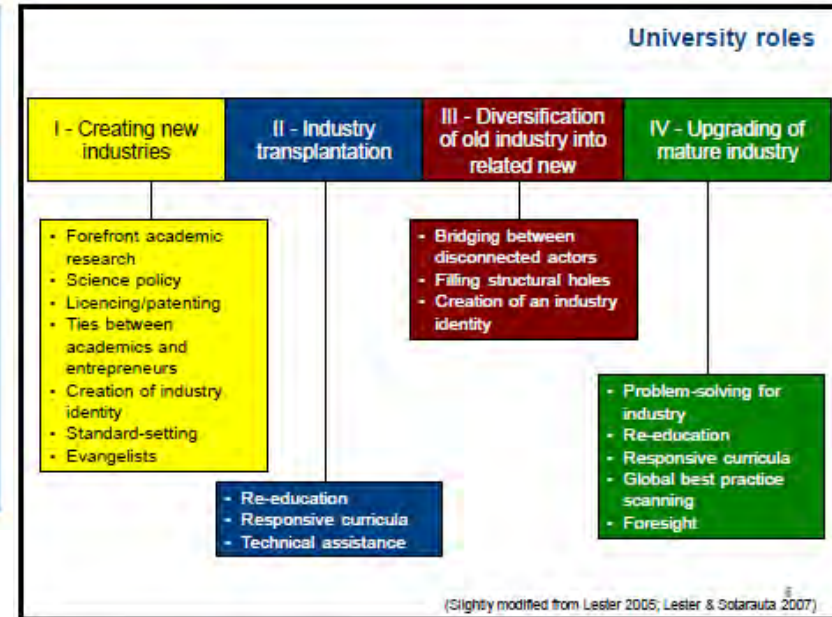 University roles
I - Creating new
industries
II - Industry
transplantation
III - Diversification
of old industry into
related new
IV - Upgrading of
mature industry
• Forefront academic
research
• Science policy
• Licencing/patenting
• Ties between
academics and
entrepreneurs
• Creation of industry
identity
• Standard-setting
• Evangelists
• Re-education
• Responsive curricula
• Technical assistance
• Bridging between
disconnected actors
• Filling structural holes
• Creation of an industry
identity
• Problem-solving for
industry
• Re-education
• Responsive curricula
• Global best practice
scanning
• Foresight
(Slightly modified from Lester 2005; Lester & Sotarauta 2007)